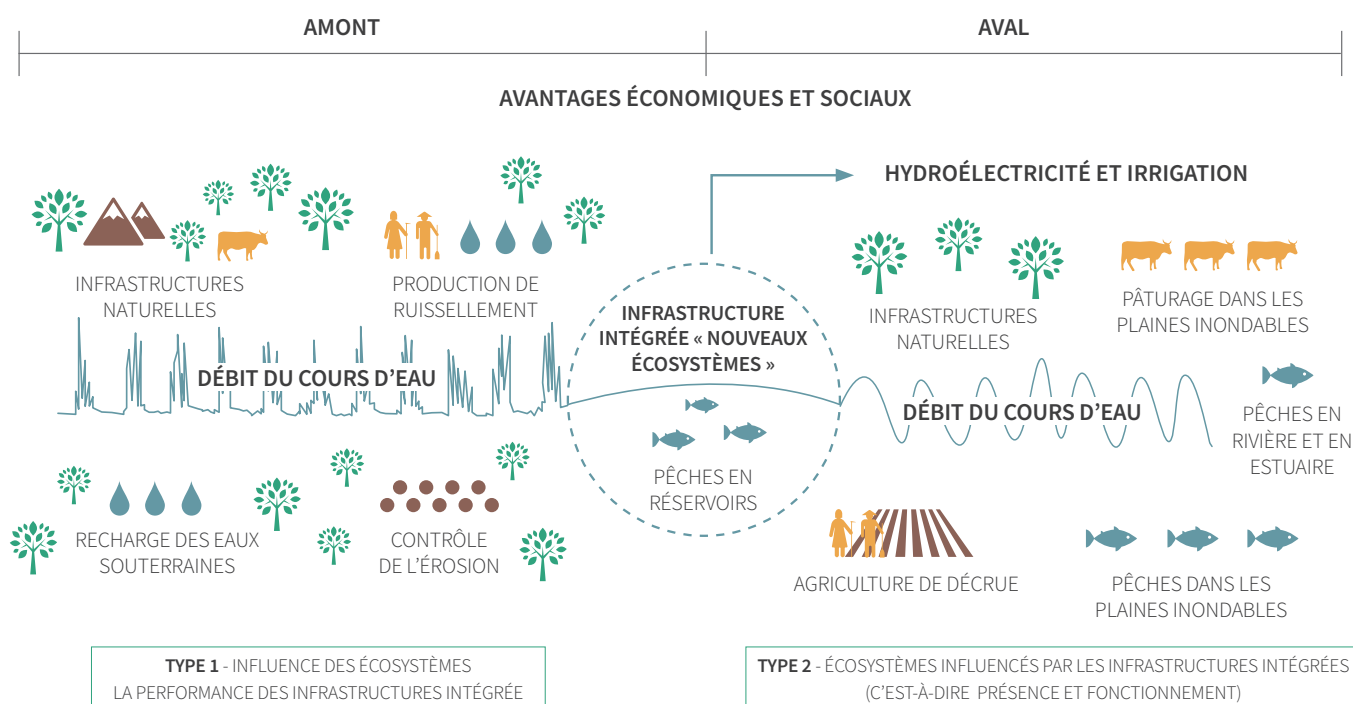 AMONT
AVAL
AVANTAGES ÉCONOMIQUES ET SOCIAUX
HYDROÉLECTRICITÉ ET IRRIGATION
INFRASTRUCTURES
NATURELLES
PRODUCTION DE
RUISSELLEMENT
INFRASTRUCTURE
INTÉGRÉE « NOUVEAUX
ÉCOSYSTÈMES »
INFRASTRUCTURES
NATURELLES
PÂTURAGE DANS LES
PLAINES INONDABLES
DÉBIT DU COURS D'EAU
DÉBIT DU COURS D'EAU
PÊCHES EN
RIVIÈRE ET EN
ESTUAIRE
PÊCHES EN
RÉSERVOIRS
RECHARGE DES EAUX
SOUTERRAINES
CONTRÔLE
DE L'ÉROSION
AGRICULTURE DE DÉCRUE
PÊCHES DANS LES
PLAINES INONDABLES
TYPE 1 - INFLUENCE DES ÉCOSYSTÈMES
LA PERFORMANCE DES INFRASTRUCTURES INTÉGRÉE
TYPE 2 - ÉCOSYSTÈMES INFLUENCÉS PAR LES INFRASTRUCTURES INTÉGRÉES
(C'EST-À-DIRE PRÉSENCE ET FONCTIONNEMENT)